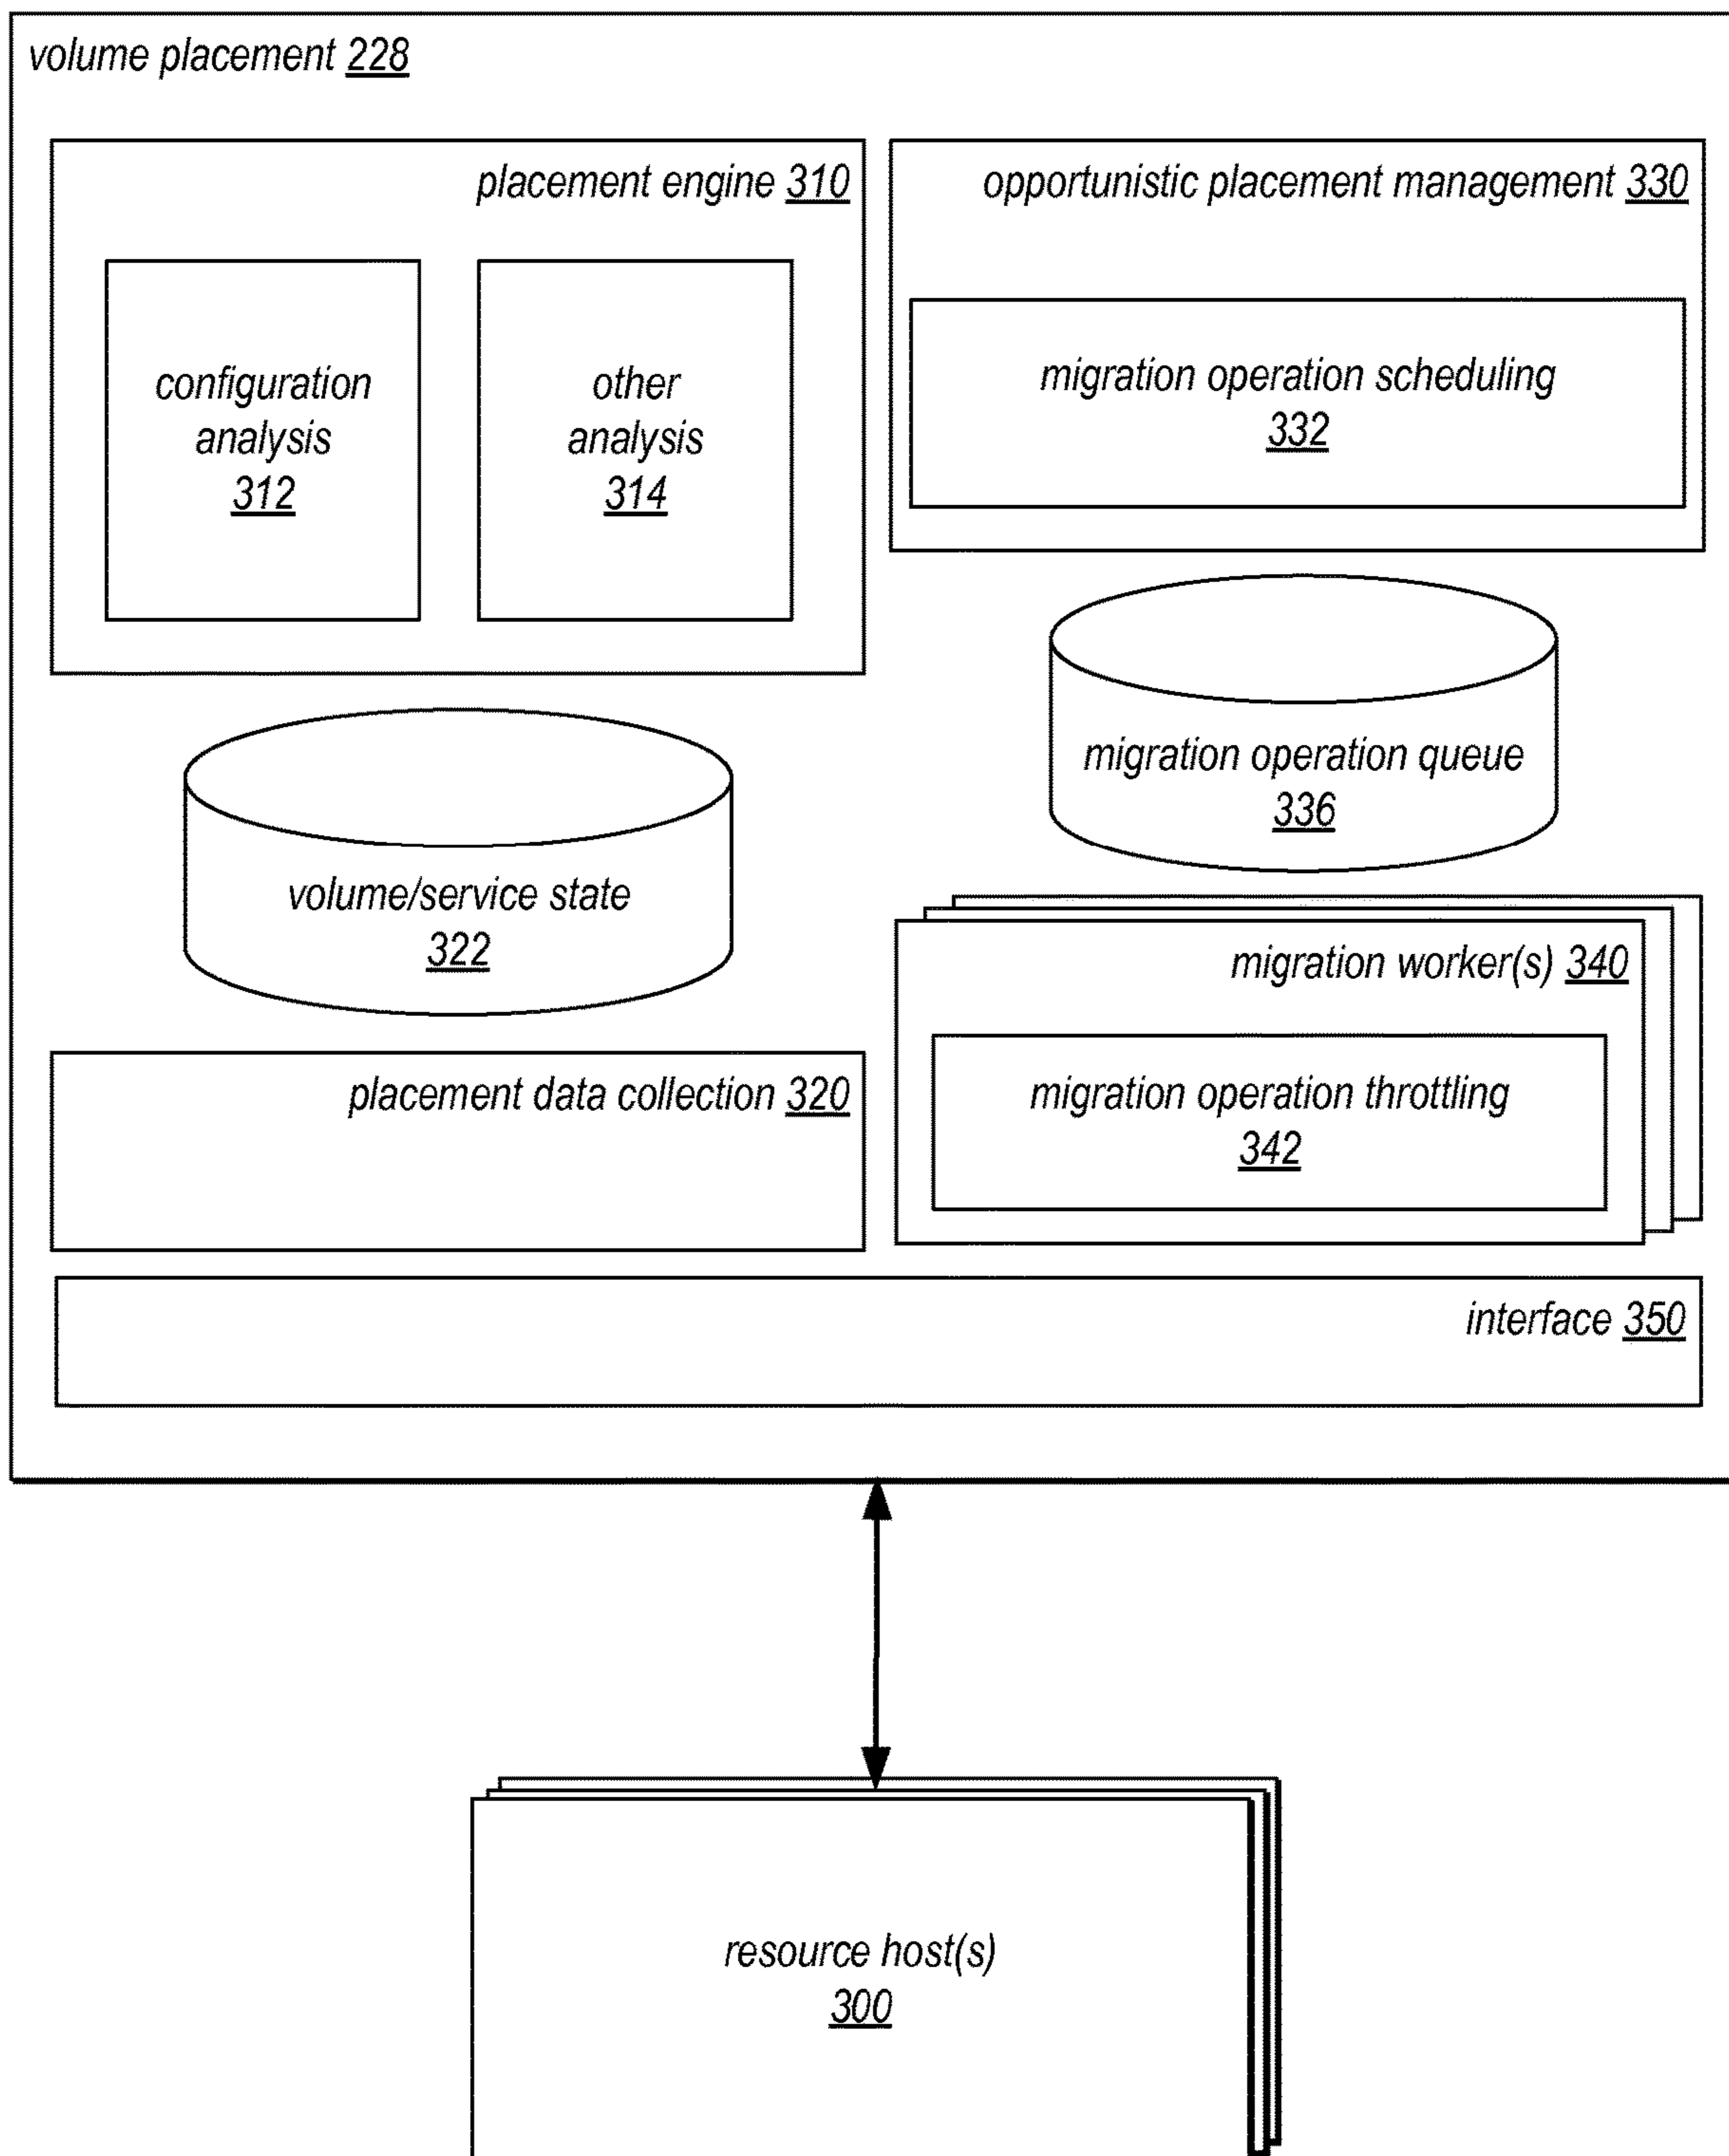 volume placement 228
placement engine 310
configuration
analysis
312
other
analysis
314
opportunistic placement management 330
migration operation scheduling
332
migration operation queue
336
volume/service state
322
migration worker(s) 340
migration operation throttling
342
placement data collection 320
interface 350
resource host(s)
300